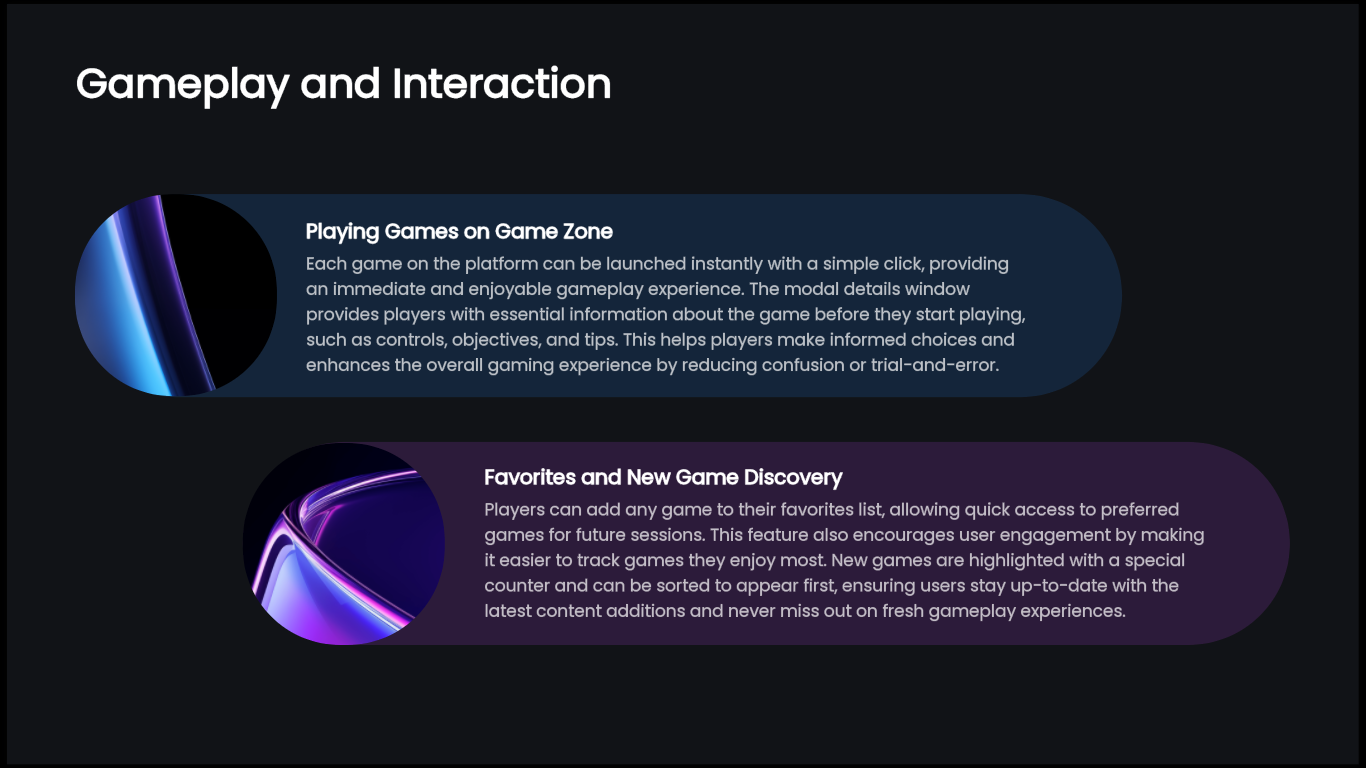 Gameplay and Interaction
Playing Games on Game Zone
Each game on the platform can be launched instantly with a simple click, providing
an immediate and enjoyable gameplay experience. The modal details window
provides players with essential information about the game before they start playing,
such as controls, objectives, and tips. This helps players make informed choices and
enhances the overall gaming experience by reducing confusion or trial-and-error.
Favorites and New Game Discovery
Players can add any game to their favorites list, allowing quick access to preferred
games for future sessions. This feature also encourages user engagement by making
it easier to track games they enjoy most. New games are highlighted with a special
counter and can be sorted to appear first, ensuring users stay up-to-date with the
latest content additions and never miss out on fresh gameplay experiences.